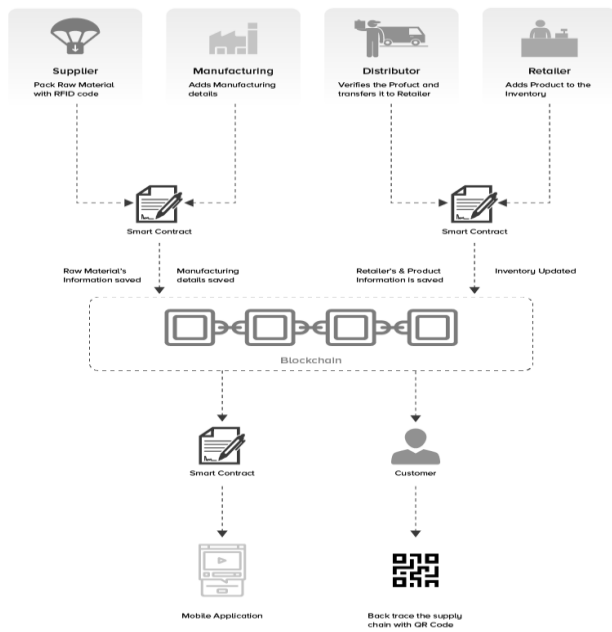 Supplier
Pack Raw Material
with RFID code
Manufacturing
Adds Manufacturing
details
Distributor
Verifies the Profuct and
transfers it to Retailer
Retailer
Adds Product to the
Inventory
Smart Contract
Smart Contract
Raw Material's
Information saved
Manufacturing
details saved
Retailer's & Product
Information is saved
Inventory Updated
Blockchain
Smart Contract
Customer
Mobile Application
Back trace the supply
chain with QR Code